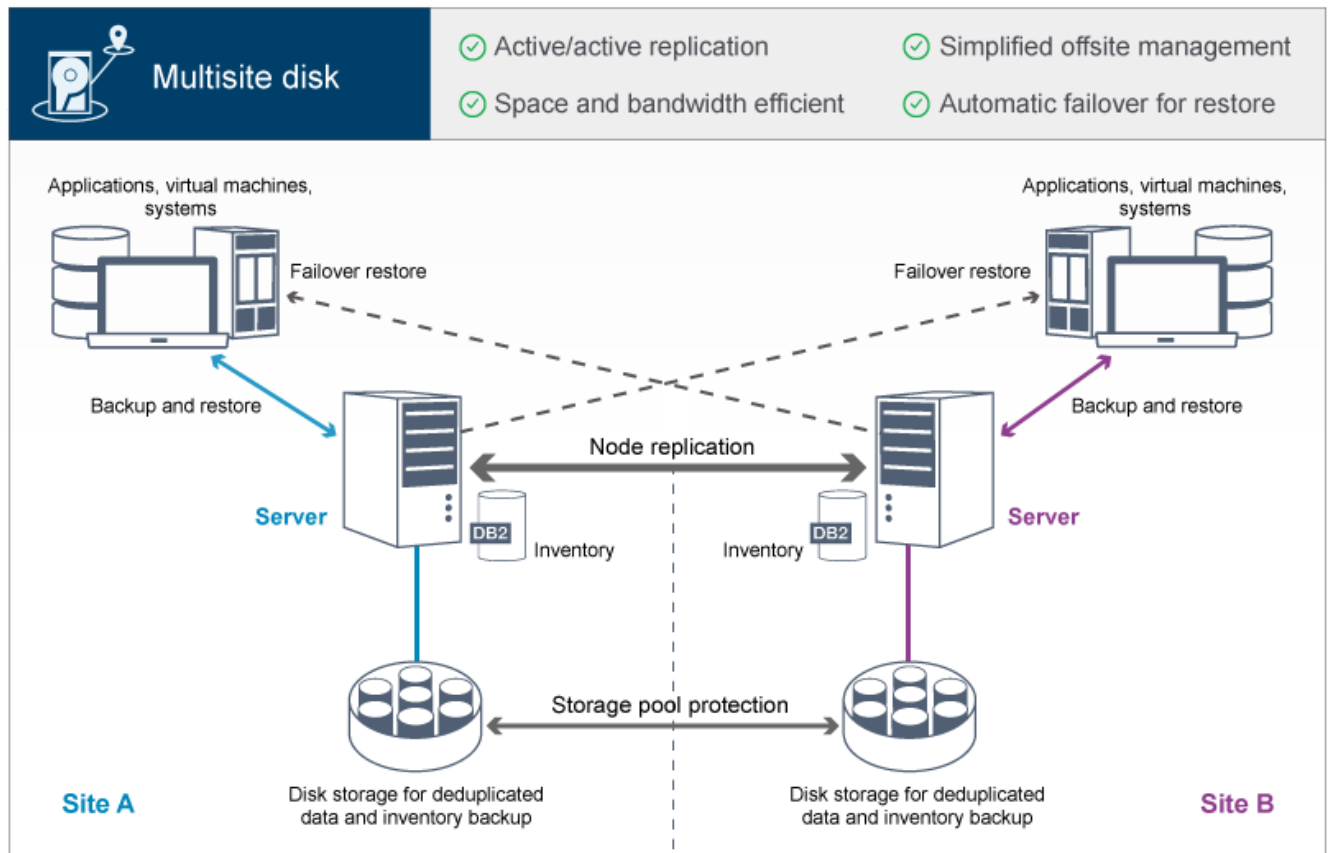 Multisite disk
Active/active replication
Simplified offsite management
Space and bandwidth efficient
Automatic failover for restore
Applications, virtual machines,
systems
Applications, virtual machines,
systems
Failover restore
Failover restore
Backup and restore
Backup and restore
Node replication
Server
Server
DB2
Inventory
Inventory
DB2
Storage pool protection
Disk storage for deduplicated
data and inventory backup
Disk storage for deduplicated
data and inventory backup
Site A
Site B